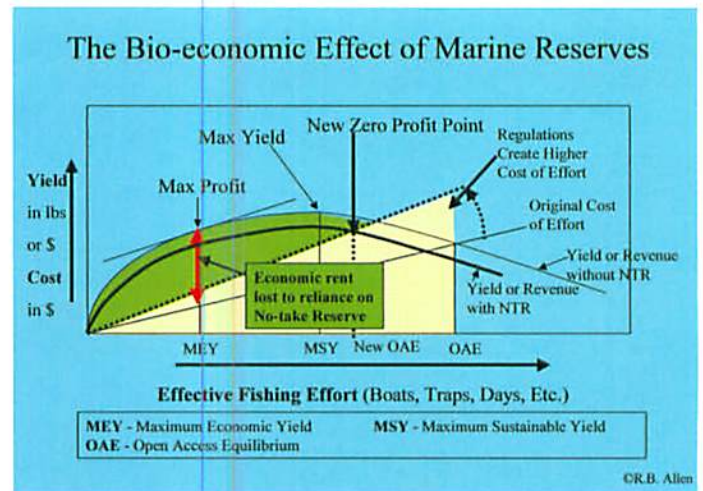 The Bio-economic Effect of Marine Reserves
New Zero Profit Point
Max Yield
Regulations
Create Higher
Cost of Effort
Max Profit
Original Cost
of Effort
Yield
in lbs
or $
Cost
in $
Yield or Revenue
without NTR
Yield or Revenue
with NTR
Economic rent
lost to reliance on
No-take Reserve
MEY MSY New OAE OAE
Effective Fishing Effort (Boats, Traps, Days, Etc.)
MEY - Maximum Economic Yield MSY - Maximum Sustainable Yield
OAE - Open Access Equilibrium
©R.B. Allen